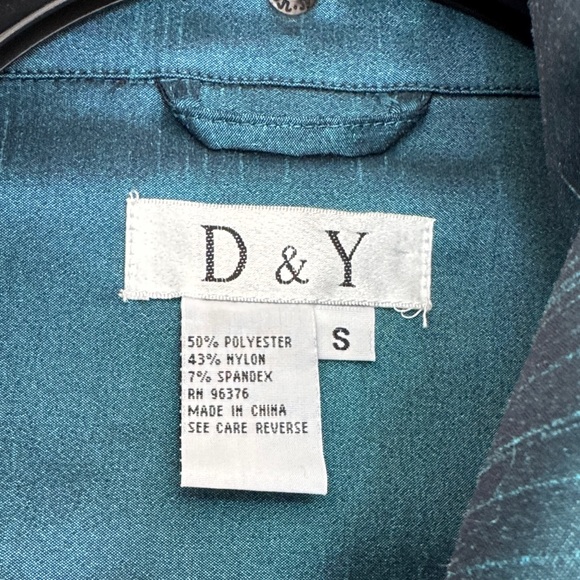 D & Y
S
50% POLYESTER
43% NYLON
7% SPANDEX
RN 96376
MADE IN CHINA
SEE CARE REVERSE